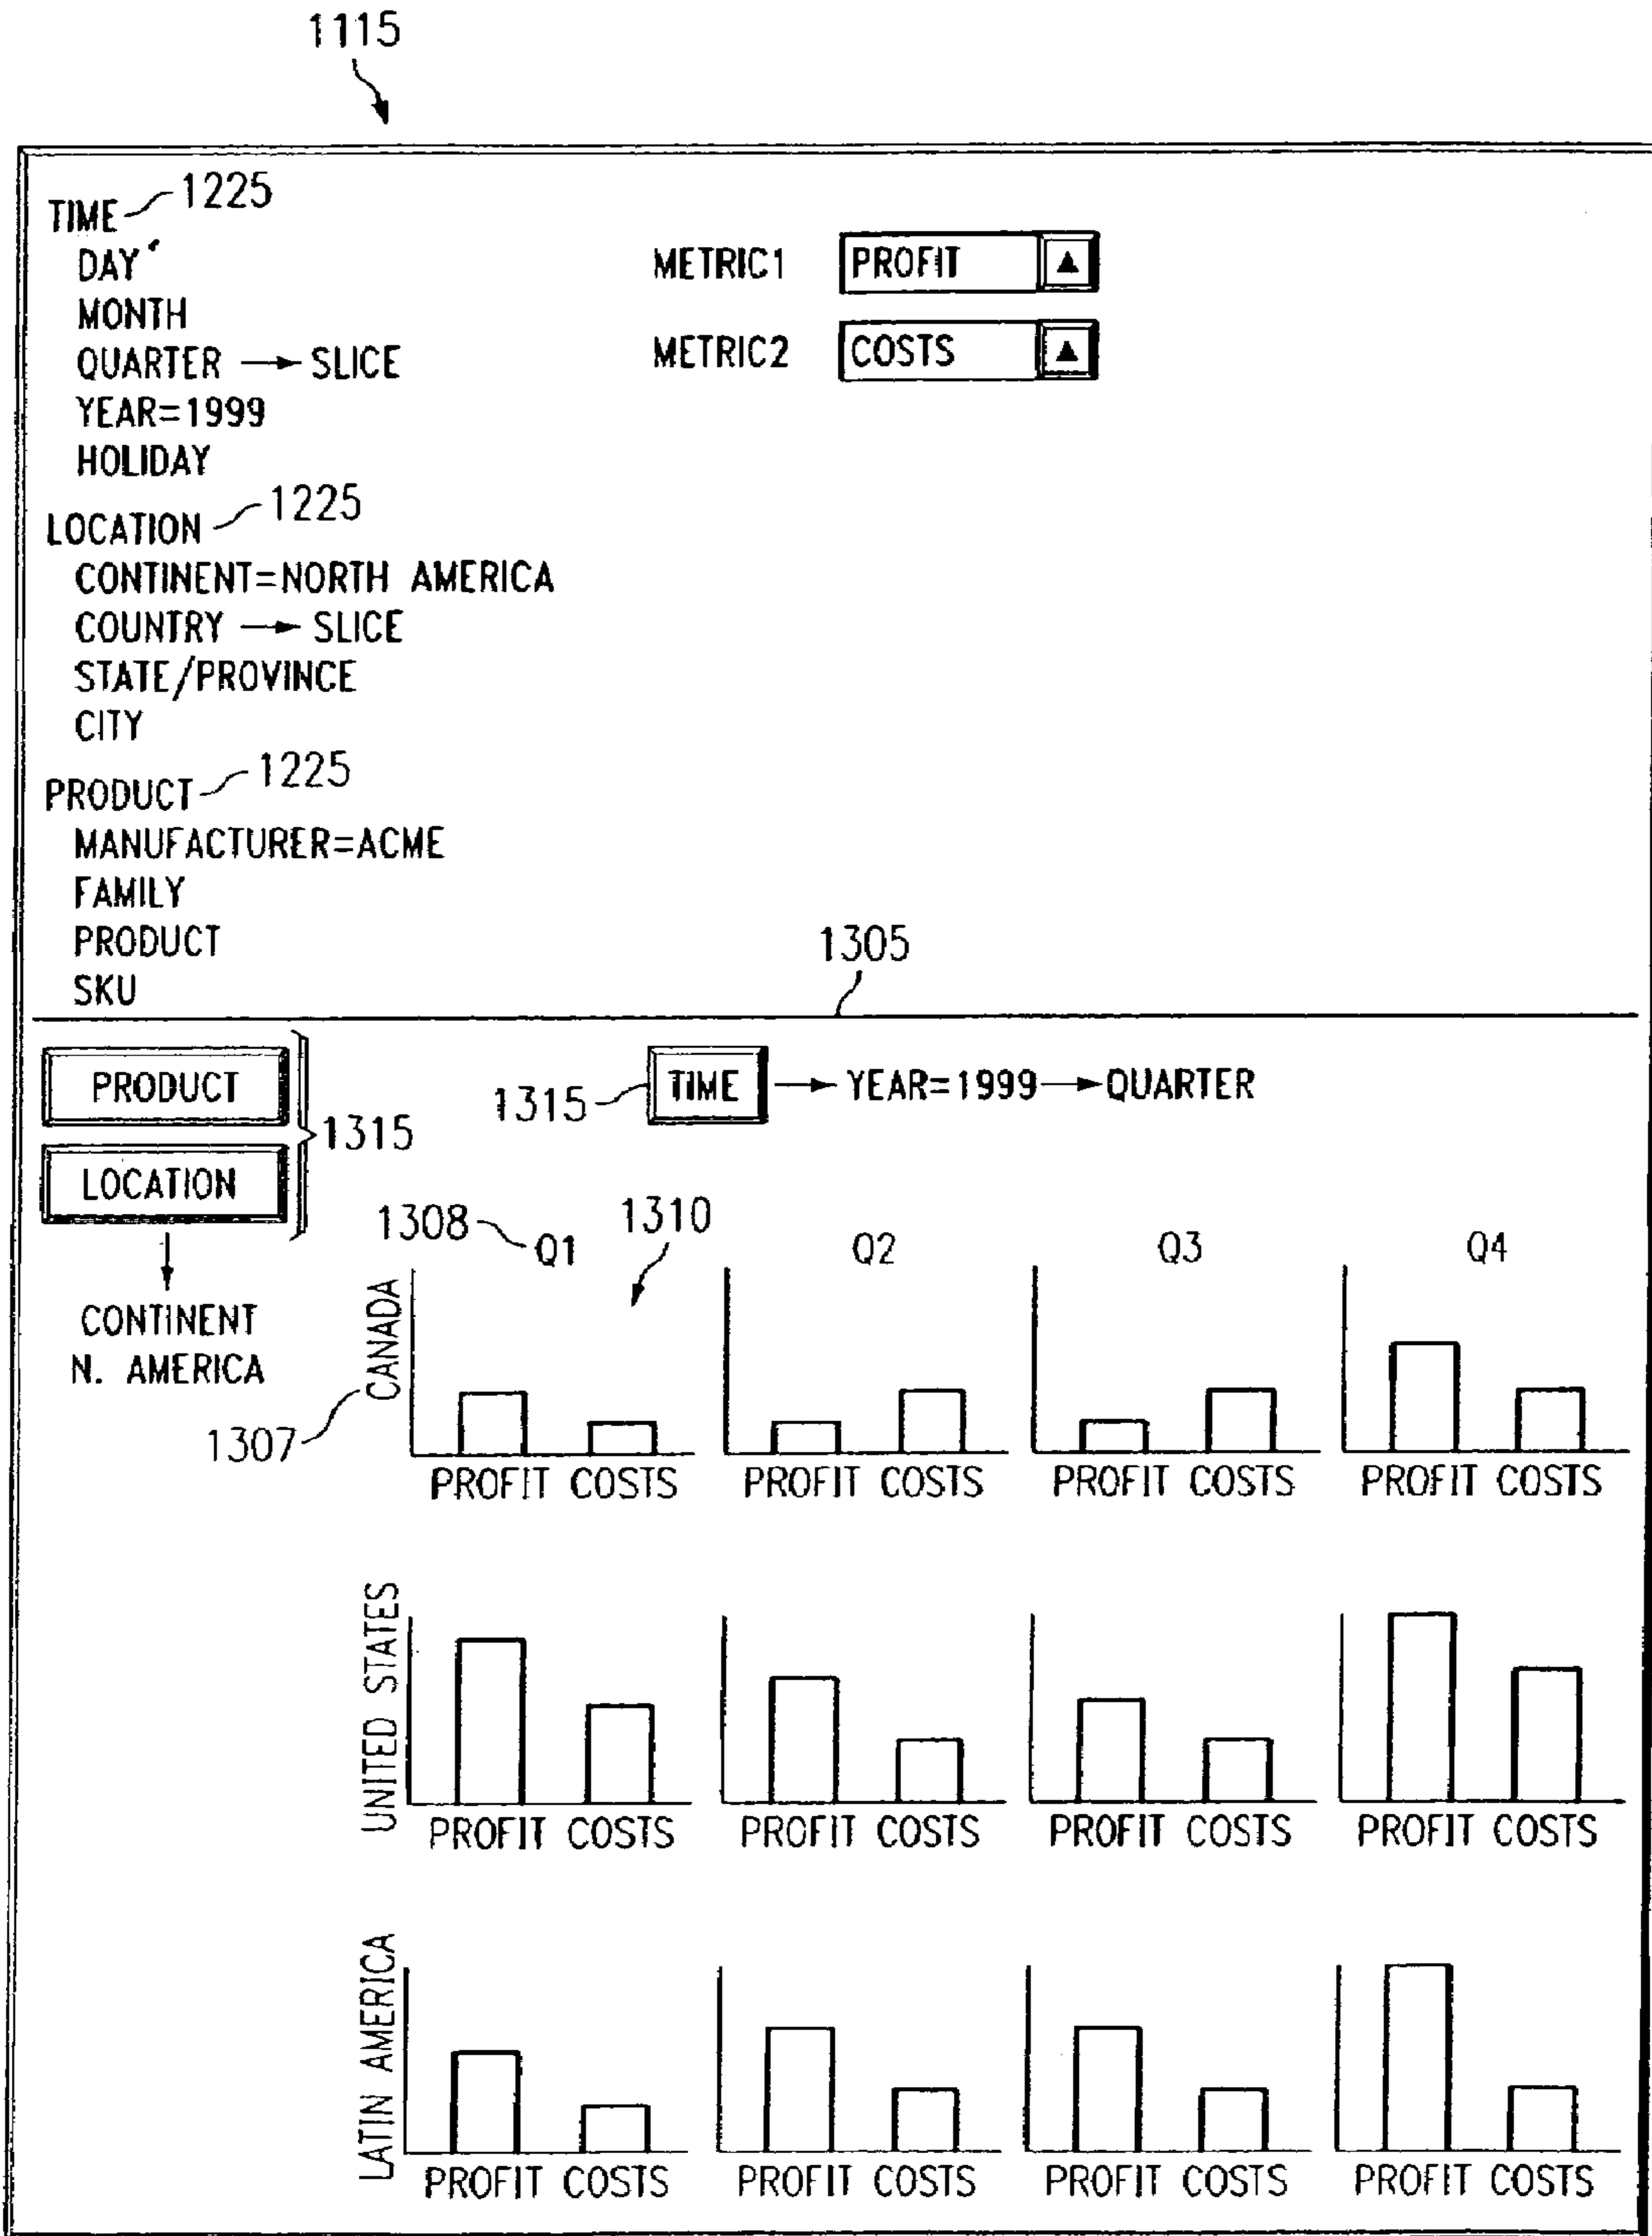 1115
TIME 1225
DAY
MONTH
QUARTER → SLICE
YEAR=1999
HOLIDAY
METRIC1 PROFIT ▲
METRIC2 COSTS ▲
LOCATION 1225
CONTINENT=NORTH AMERICA
COUNTRY → SLICE
STATE/PROVINCE
CITY
PRODUCT 1225
MANUFACTURER=ACME
FAMILY
PRODUCT
SKU
1305
PRODUCT
LOCATION
1315
1315 TIME → YEAR=1999 → QUARTER
CONTINENT
N. AMERICA
1308 Q1 1310 Q2 Q3 Q4
CANADA
1307
PROFIT COSTS PROFIT COSTS PROFIT COSTS PROFIT COSTS
UNITED STATES
PROFIT COSTS PROFIT COSTS PROFIT COSTS PROFIT COSTS
LATIN AMERICA
PROFIT COSTS PROFIT COSTS PROFIT COSTS PROFIT COSTS